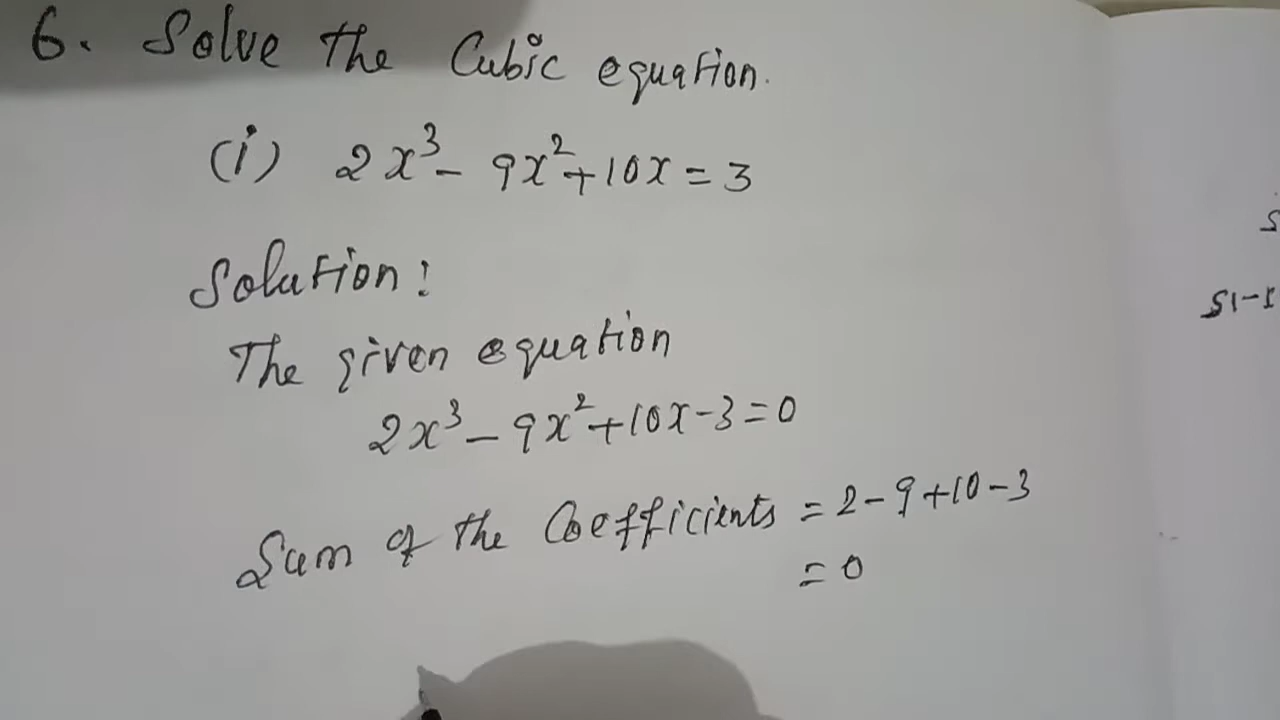 6. Solve the Cubic equation.
(i) 2x³ - 9x² + 10x = 3
Solution:
The given equation
2x³ - 9x² + 10x - 3 = 0
Sum of the Coefficients = 2 - 9 + 10 - 3
= 0